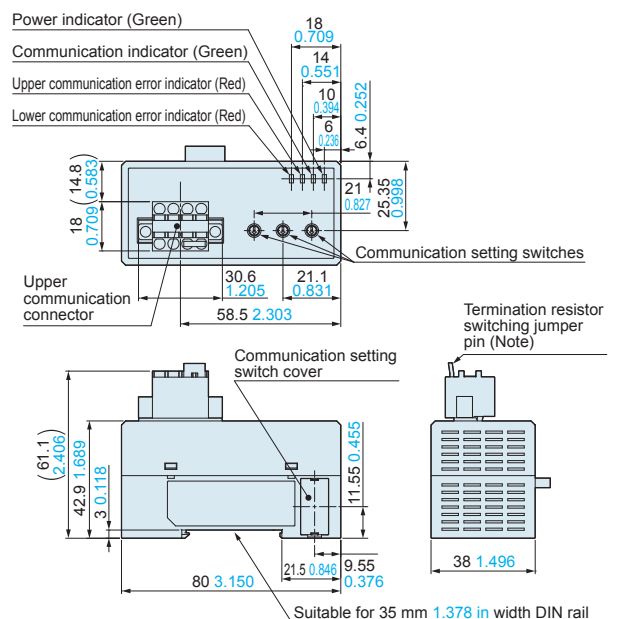 Power indicator (Green)
Communication indicator (Green)
Upper communication error indicator (Red)
Lower communication error indicator (Red)
18
0.709
14
0.551
10
0.394
6
0.236
6.4 0.252
(14.8)
0.583
18
0.709
21
0.827
25.35
0.998
Communication setting switches
Upper
communication
connector
30.6
1.205
21.1
0.831
58.5 2.303
Termination resistor
switching jumper
pin (Note)
Communication setting
switch cover
(61.1)
2.406
42.9 1.689
3 0.118
11.55 0.455
21.5 0.846
9.55
0.376
80 3.150
38 1.496
Suitable for 35 mm 1.378 in width DIN rail